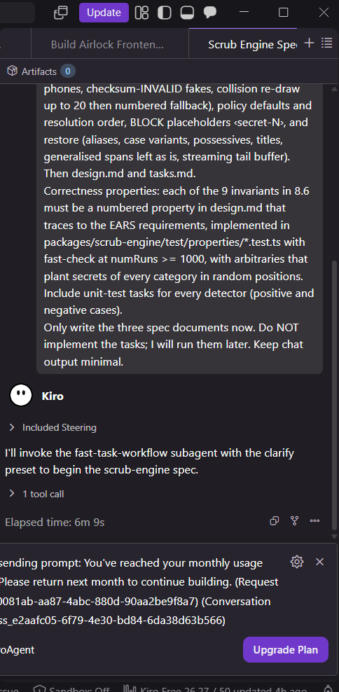 Update
Build Airlock Fronten...
Scrub Engine Spe
Artifacts 0
phones, checksum-INVALID fakes, collision re-draw
up to 20 then numbered fallback), policy defaults and
resolution order, BLOCK placeholders <secret-N>, and
restore (aliases, case variants, possessives, titles,
generalised spans left as is, streaming tail buffer).
Then design.md and tasks.md.
Correctness properties: each of the 9 invariants in 8.6
must be a numbered property in design.md that
traces to the EARS requirements, implemented in
packages/scrub-engine/test/properties/*.test.ts with
fast-check at numRuns >= 1000, with arbitraries that
plant secrets of every category in random positions.
Include unit-test tasks for every detector (positive and
negative cases).
Only write the three spec documents now. Do NOT
implement the tasks; I will run them later. Keep chat
output minimal.
Kiro
Included Steering
I'll invoke the fast-task-workflow subagent with the clarify
preset to begin the scrub-engine spec.
1 tool call
Elapsed time: 6m 9s
sending prompt: You've reached your monthly usage
Please return next month to continue building. (Request
0081ab-aa87-4abc-880d-90aa2be9f8a7) (Conversation
ss_e2aafc05-6f79-4e30-bd84-6da38d63b566)
oAgent
Upgrade Plan
Sandbox: Off
Kiro Free 26.27 / 50 updated 4h ago